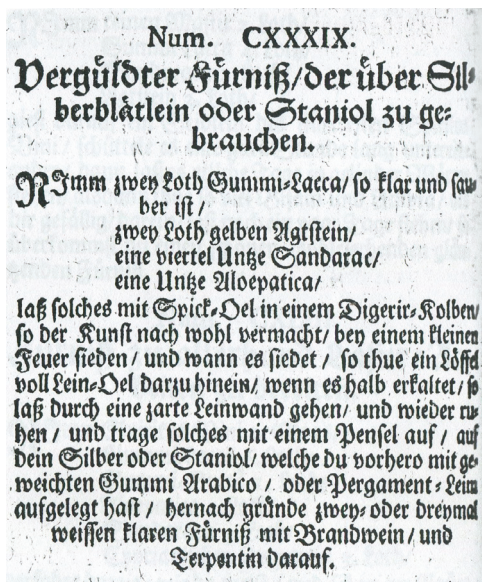 Num. CXXXIX.
Vergůldter Fůrniß/ der über Sil-
berblåtlein oder Staniol zu ge-
brauchen.
NImm zwey Loth Gummi-Lacca/ so klar und sau-
ber ist/
zwey Loth gelben Agtstein/
eine viertel Untze Sandarac/
eine Untze Aloepatica/
laß solches mit Spick-Oel in einem Digerir-Kolben/
so der Kunst nach wohl vermacht/ bey einem kleinen
Feuer sieden/ und wann es siedet/ so thue ein Löffel
voll Lein-Oel darzu hinein/ wenn es halb erkaltet/ so
laß durch eine zarte Leinwand gehen/ und wieder ru-
hen/ und trage solches mit einem Pensel auf/ auf
dein Silber oder Staniol/ welche du vorhero mit ge-
weichten Gummi Arabico/ oder Pergament-Leim
aufgelegt hast/ hernach gründe zwey- oder dreymal
weissen klaren Fürniß mit Brandwein/ und
Terpentin darauf.